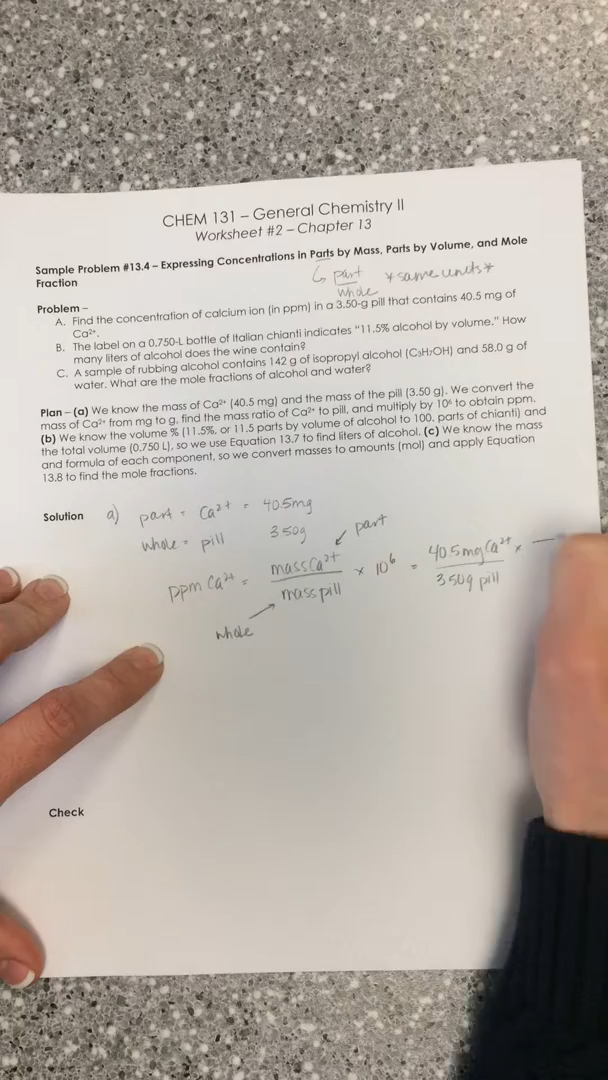 CHEM 131 – General Chemistry II
Worksheet #2 – Chapter 13
Sample Problem #13.4 – Expressing Concentrations in Parts by Mass, Parts by Volume, and Mole
Fraction
↳ part *same units*
whole
Problem –
A. Find the concentration of calcium ion (in ppm) in a 3.50-g pill that contains 40.5 mg of
Ca²⁺.
B. The label on a 0.750-L bottle of Italian chianti indicates "11.5% alcohol by volume." How
many liters of alcohol does the wine contain?
C. A sample of rubbing alcohol contains 142 g of isopropyl alcohol (C₃H₇OH) and 58.0 g of
water. What are the mole fractions of alcohol and water?
Plan – (a) We know the mass of Ca²⁺ (40.5 mg) and the mass of the pill (3.50 g). We convert the
mass of Ca²⁺ from mg to g, find the mass ratio of Ca²⁺ to pill, and multiply by 10⁶ to obtain ppm.
(b) We know the volume % (11.5%, or 11.5 parts by volume of alcohol to 100. parts of chianti) and
the total volume (0.750 L), so we use Equation 13.7 to find liters of alcohol. (c) We know the mass
and formula of each component, so we convert masses to amounts (mol) and apply Equation
13.8 to find the mole fractions.
Solution a) part = Ca²⁺ = 40.5mg
whole = pill 3.50g
part
ppm Ca²⁺ = mass Ca²⁺ × 10⁶ = 40.5mg Ca²⁺ ×
mass pill 3.50g pill
whole
Check